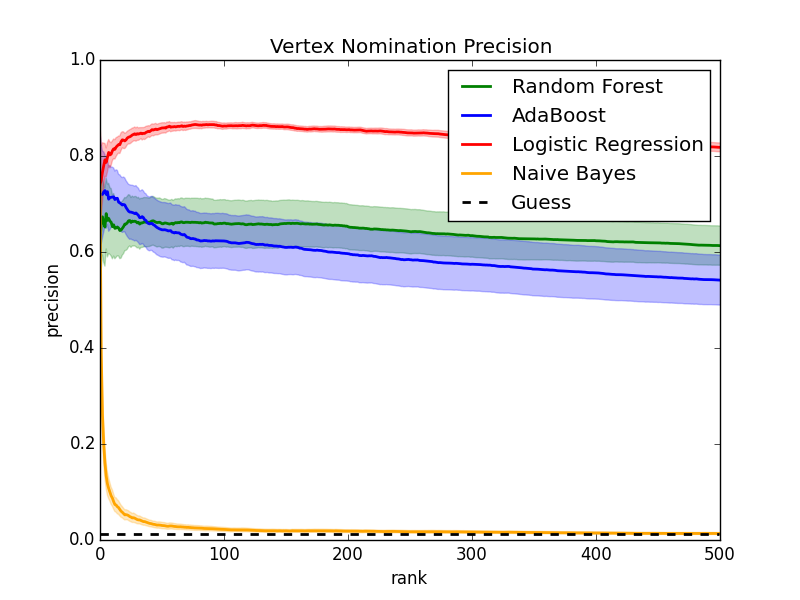 Vertex Nomination Precision
1.0
0.8
0.6
0.4
0.2
0.0
precision
Random Forest
AdaBoost
Logistic Regression
Naive Bayes
Guess
0 100 200 300 400 500
rank